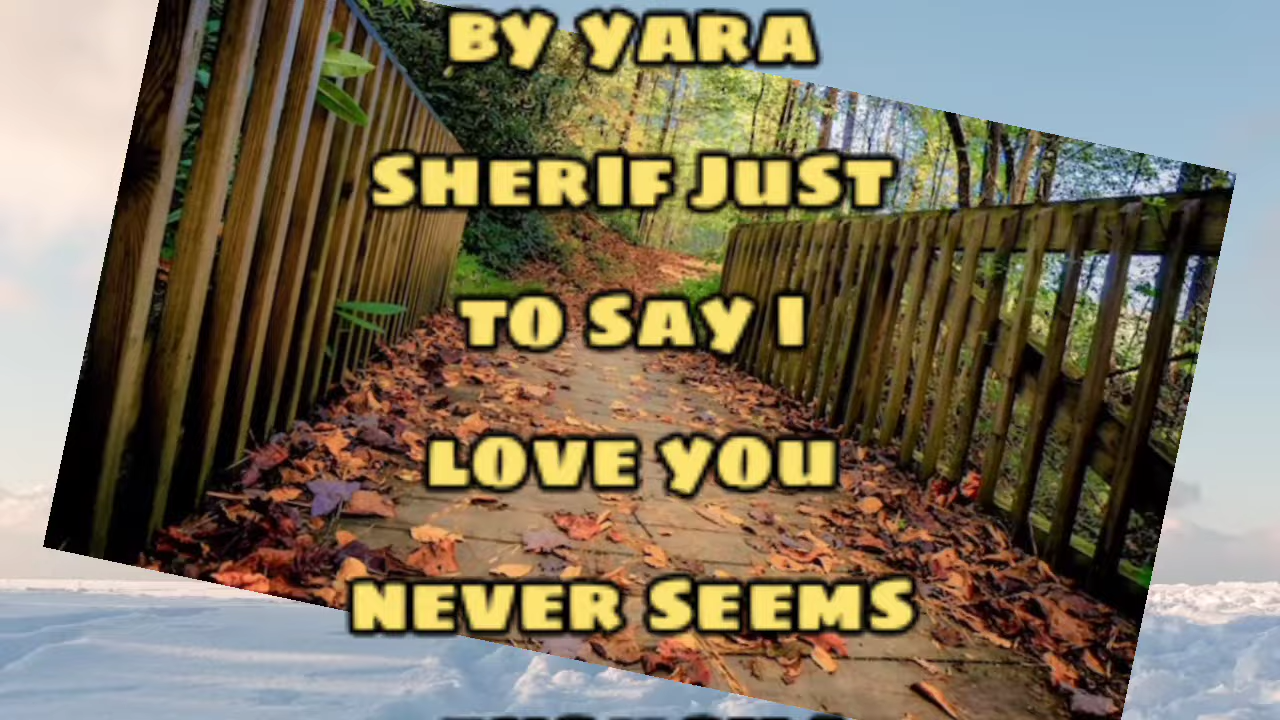 BY YARA
SHERIF JUST
TO SAY I
LOVE YOU
NEVER SEEMS